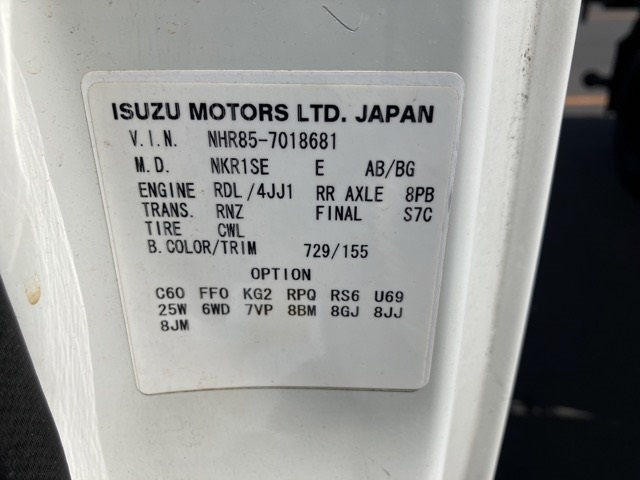 ISUZU MOTORS LTD. JAPAN
V.I.N. NHR85-7018681
M.D. NKR1SE E AB/BG
ENGINE RDL/4JJ1 RR AXLE 8PB
TRANS. RNZ FINAL S7C
TIRE CWL
B.COLOR/TRIM 729/155
OPTION
C60 FF0 KG2 RPQ RS6 U69
25W 6WD 7VP 8BM 8GJ 8JJ
8JM